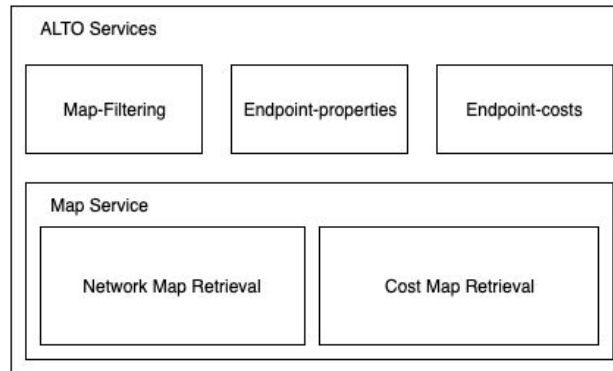 ALTO Services
Map-Filtering
Endpoint-properties
Endpoint-costs
Map Service
Network Map Retrieval
Cost Map Retrieval